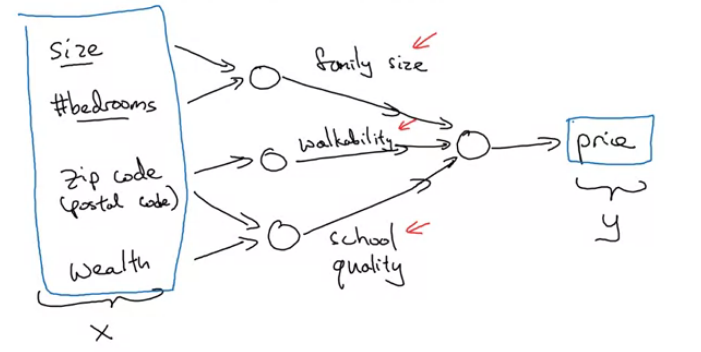 size
#bedrooms
zip code
(postal code)
wealth
X
family size
walkability
school
quality
price
y